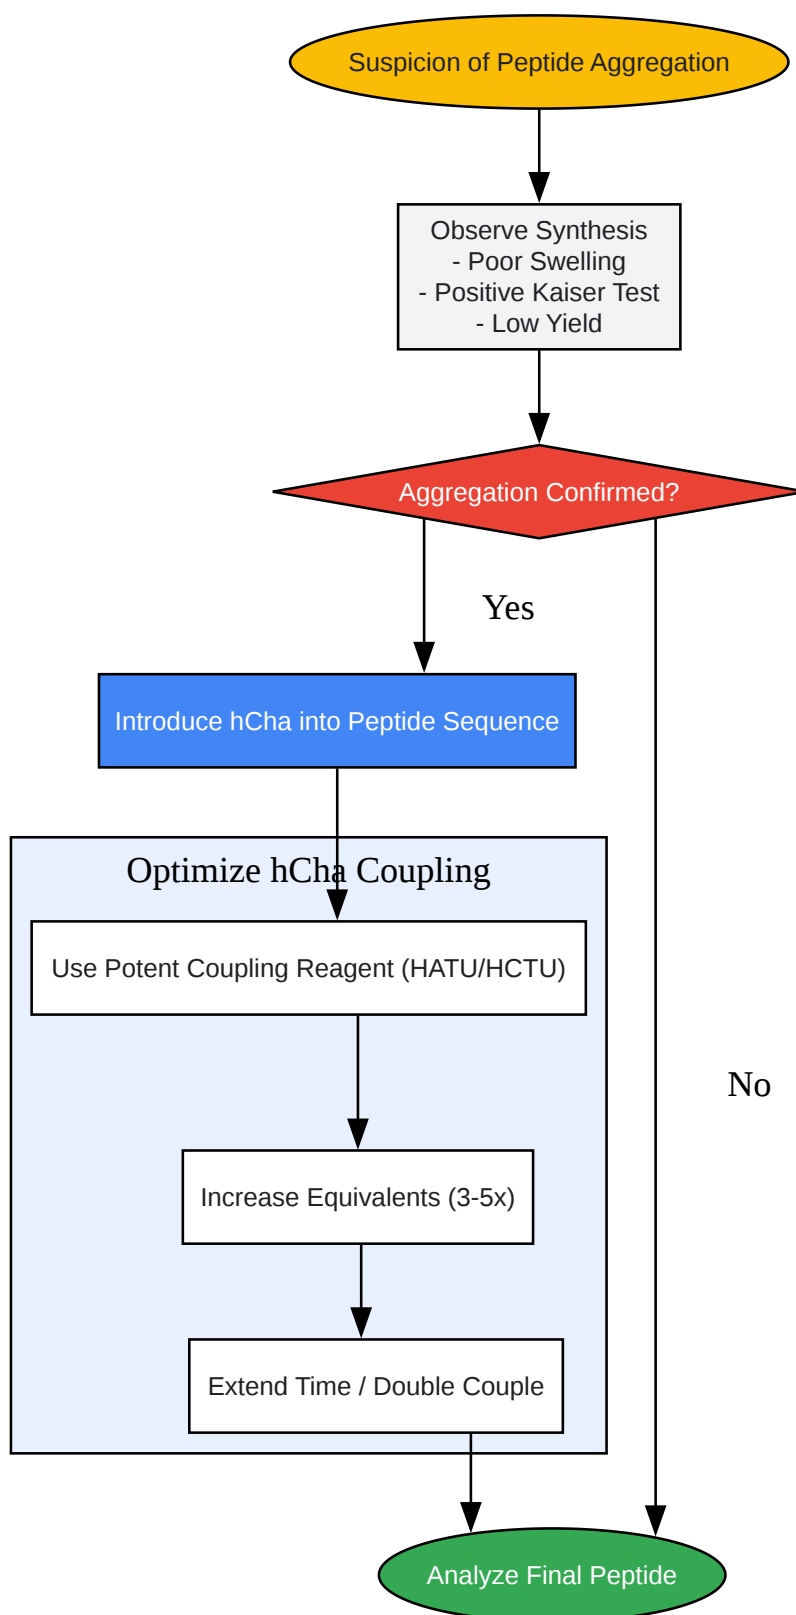 Suspicion of Peptide Aggregation
Observe Synthesis
- Poor Swelling
- Positive Kaiser Test
- Low Yield
Aggregation Confirmed?
Yes
Introduce hCha into Peptide Sequence
Optimize hCha Coupling
Use Potent Coupling Reagent (HATU/HCTU)
No
Increase Equivalents (3-5x)
Extend Time / Double Couple
Analyze Final Peptide